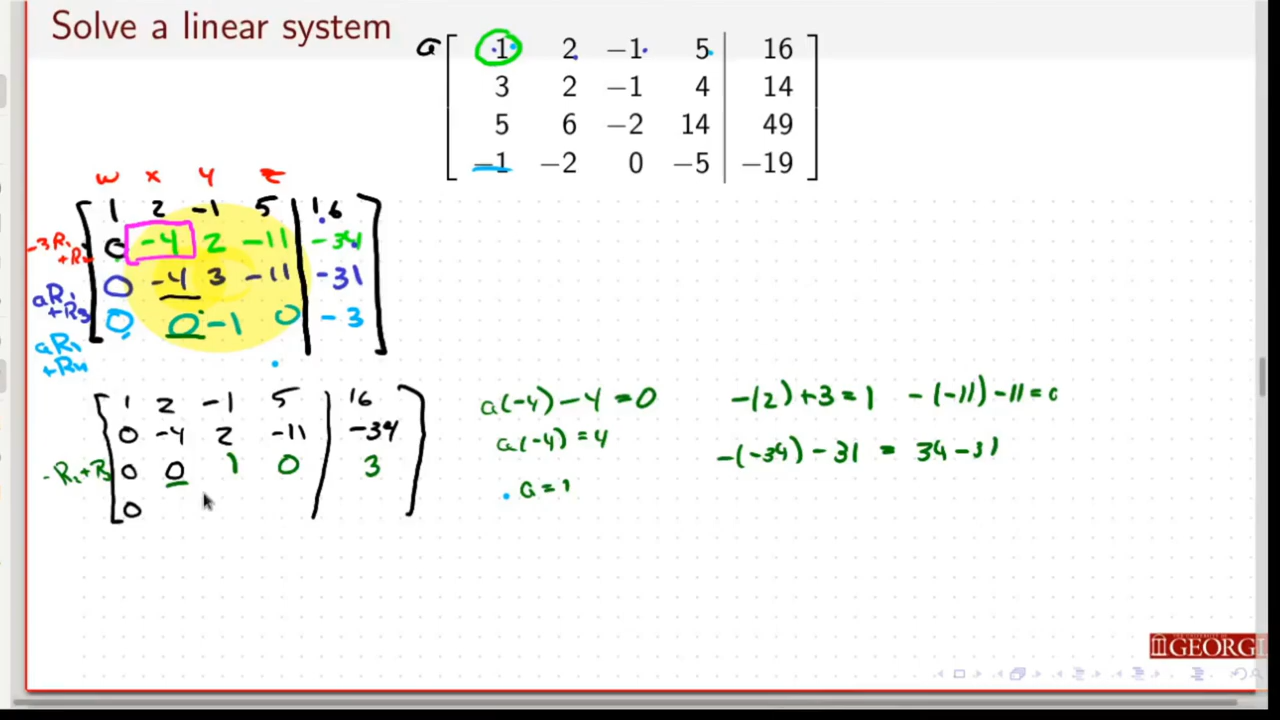 Solve a linear system
a
1 2 −1 5 16
3 2 −1 4 14
5 6 −2 14 49
−1 −2 0 −5 −19
w x y z
1 2 -1 5 16
-3R₁ +R₂ 0 -4 2 -11 -34
aR₁ +R₃ 0 -4 3 -11 -31
aR₁ +R₄ 0 0 -1 0 -3
1 2 -1 5 16
0 -4 2 -11 -34
-R₂+R₃ 0 0 1 0 3
0
a(-4) - 4 = 0
a(-4) = 4
a = 1
-(2) + 3 = 1 -(-11) - 11 = 0
-(-34) - 31 = 34 - 31
GEORGI